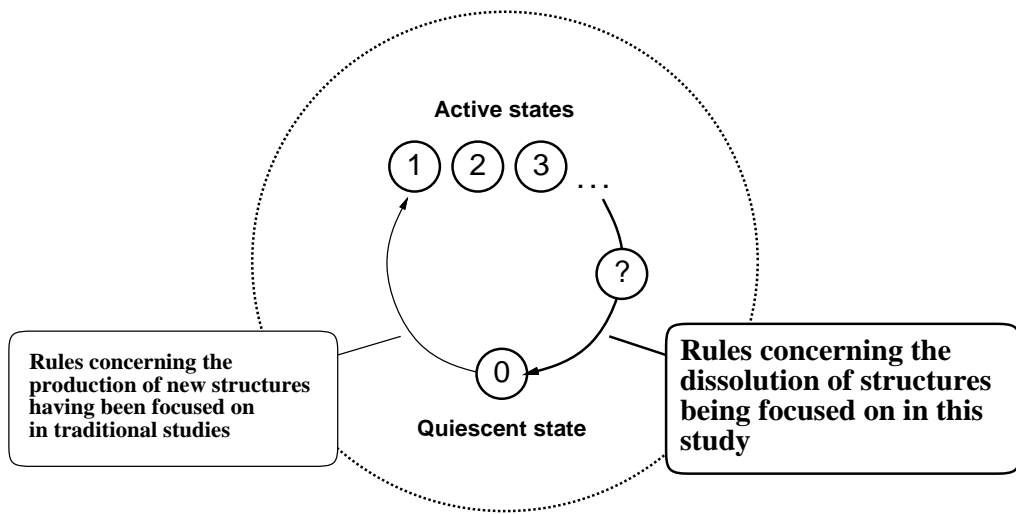 Active states
1 2 3 ...
?
0
Quiescent state
Rules concerning the
production of new structures
having been focused on
in traditional studies
Rules concerning the
dissolution of structures
being focused on in this
study